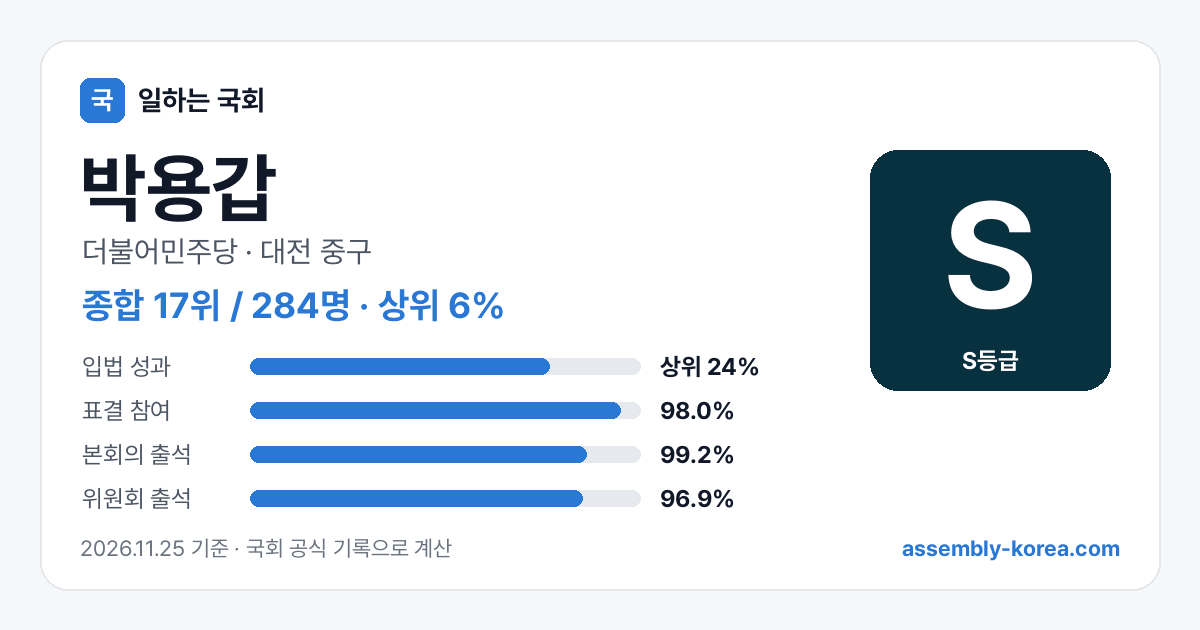 국 일하는 국회
박용갑
더불어민주당 · 대전 중구
종합 17위 / 284명 · 상위 6%
S
S등급
입법 성과 상위 24%
표결 참여 98.0%
본회의 출석 99.2%
위원회 출석 96.9%
2026.11.25 기준 · 국회 공식 기록으로 계산
assembly-korea.com